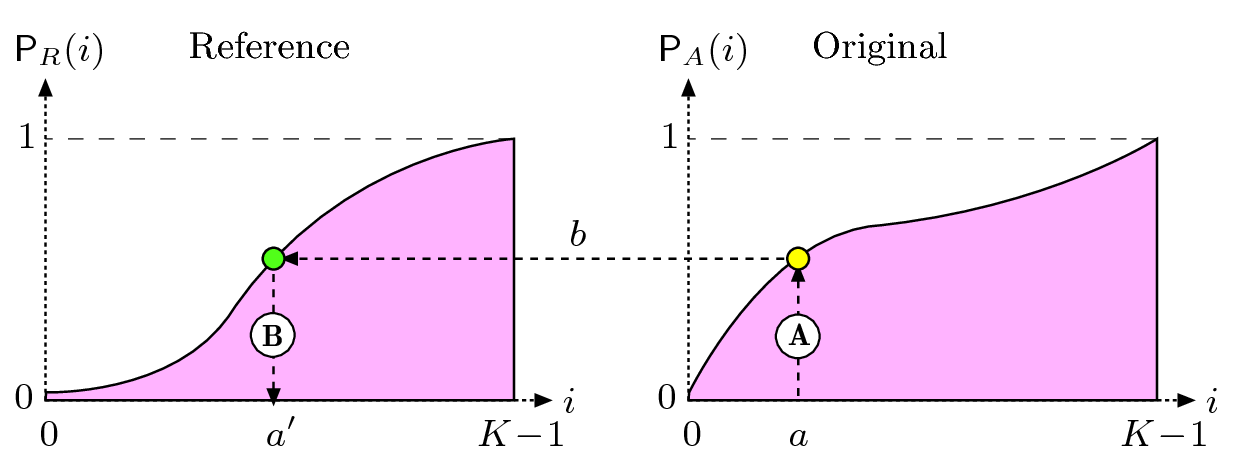 P_R(i) Reference
1
0
B
i
0 a′ K−1
b
P_A(i) Original
1
0
A
i
0 a K−1